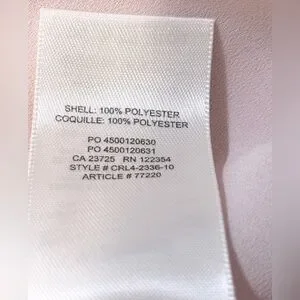 SHELL: 100% POLYESTER
COQUILLE: 100% POLYESTER
PO 4500120630
PO 4500120631
CA 23725 RN 122354
STYLE # CRL4-2336-10
ARTICLE # 77220